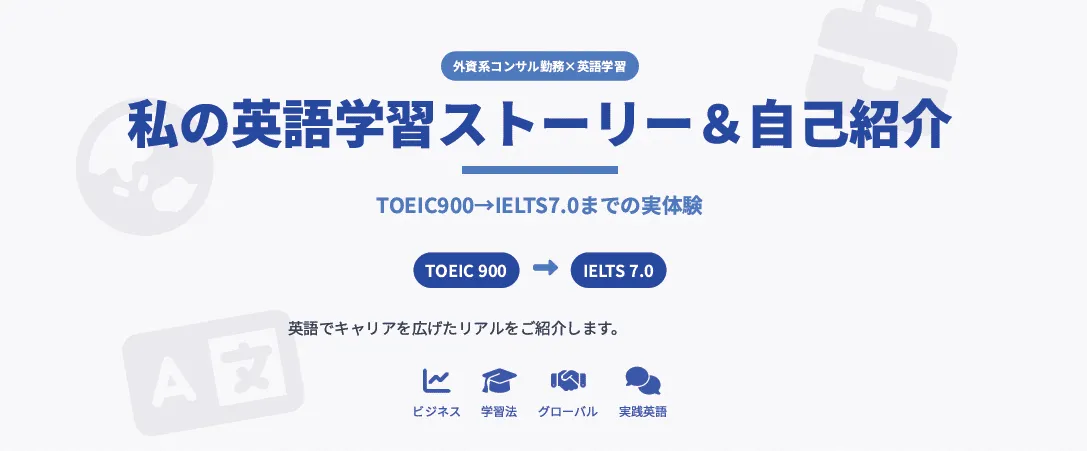 外資系コンサル勤務×英語学習
私の英語学習ストーリー＆自己紹介
TOEIC900→IELTS7.0までの実体験
TOEIC 900 → IELTS 7.0
英語でキャリアを広げたリアルをご紹介します。
ビジネス 学習法 グローバル 実践英語
A 文